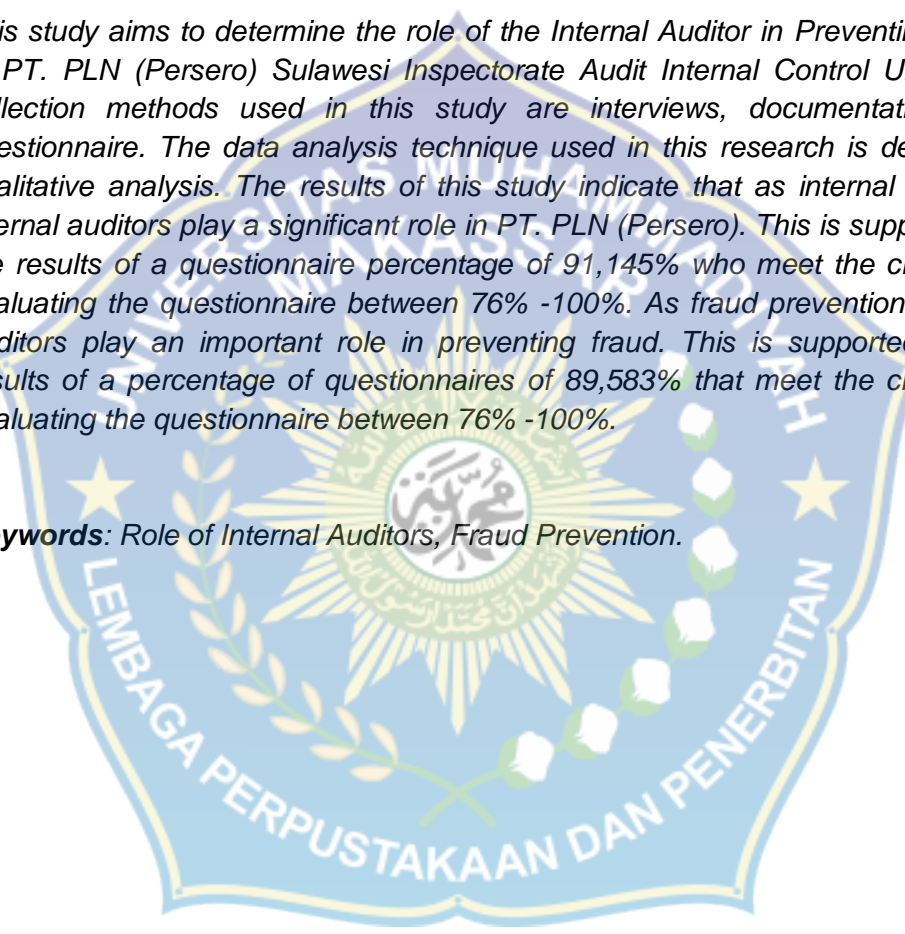 is study aims to determine the role of the Internal Auditor in Preventin
PT. PLN (Persero) Sulawesi Inspectorate Audit Internal Control U
llection methods used in this study are interviews, documentati
estionnaire. The data analysis technique used in this research is de
alitative analysis. The results of this study indicate that as internal
ernal auditors play a significant role in PT. PLN (Persero). This is supp
e results of a questionnaire percentage of 91,145% who meet the c
aluating the questionnaire between 76% -100%. As fraud prevention
ditors play an important role in preventing fraud. This is supported
sults of a percentage of questionnaires of 89,583% that meet the c
aluating the questionnaire between 76% -100%.
ywords: Role of Internal Auditors, Fraud Prevention.
UNIVERSITAS MUHAMMADIYAH
MAKASSAR
LEMBAGA PERPUSTAKAAN DAN PENERBITAN